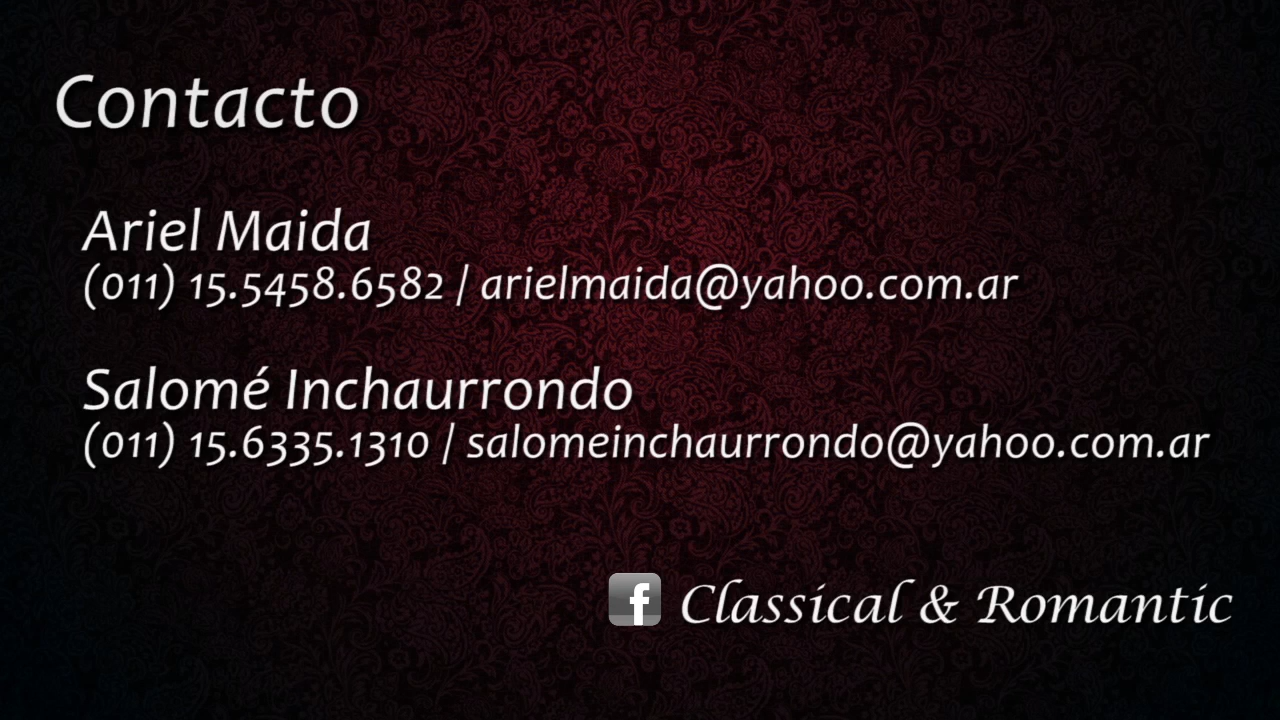 Contacto
Ariel Maida
(011) 15.5458.6582 / arielmaida@yahoo.com.ar
Salomé Inchaurrondo
(011) 15.6335.1310 / salomeinchaurrondo@yahoo.com.ar
f Classical & Romantic